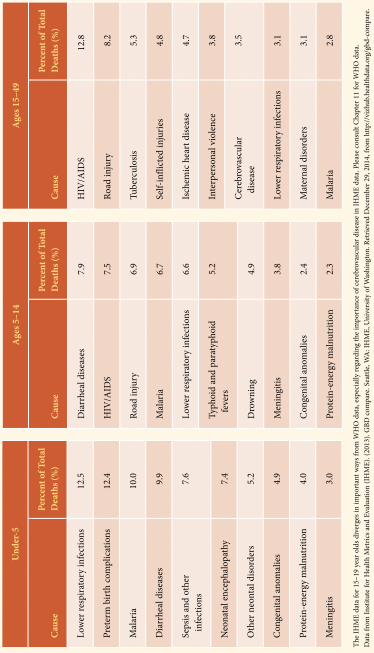 Under-5
Cause Percent of Total
Deaths (%)
Lower respiratory infections 12.5
Preterm birth complications 12.4
Malaria 10.0
Diarrheal diseases 9.9
Sepsis and other 7.6
infections
Neonatal encephalopathy 7.4
Other neontal disorders 5.2
Congenital anomalies 4.9
Protein-energy malnutrition 4.0
Meningitis 3.0
Ages 5–14
Cause Percent of Total
Deaths (%)
Diarrheal diseases 7.9
HIV/AIDS 7.5
Road injury 6.9
Malaria 6.7
Lower respiratory infections 6.6
Typhoid and paratyphoid 5.2
fevers
Drowning 4.9
Meningitis 3.8
Congenital anomalies 2.4
Protein-energy malnutrition 2.3
Ages 15–49
Cause Percent of Total
Deaths (%)
HIV/AIDS 12.8
Road injury 8.2
Tuberculosis 5.3
Self-inflicted injuries 4.8
Ischemic heart disease 4.7
Interpersonal violence 3.8
Cerebrovascular 3.5
disease
Lower respiratory infections 3.1
Maternal disorders 3.1
Malaria 2.8
The IHME data for 15–19 year olds diverges in important ways from WHO data, especially regarding the importance of cerebrovascular disease in IHME data. Please consult Chapter 11 for WHO data.
Data from Institute for Health Metrics and Evaluation (IHME). (2013). GBD compare. Seattle, WA: IHME, University of Washington. Retrieved December 29, 2014, from http://vizhub.healthdata.org/gbd-compare.